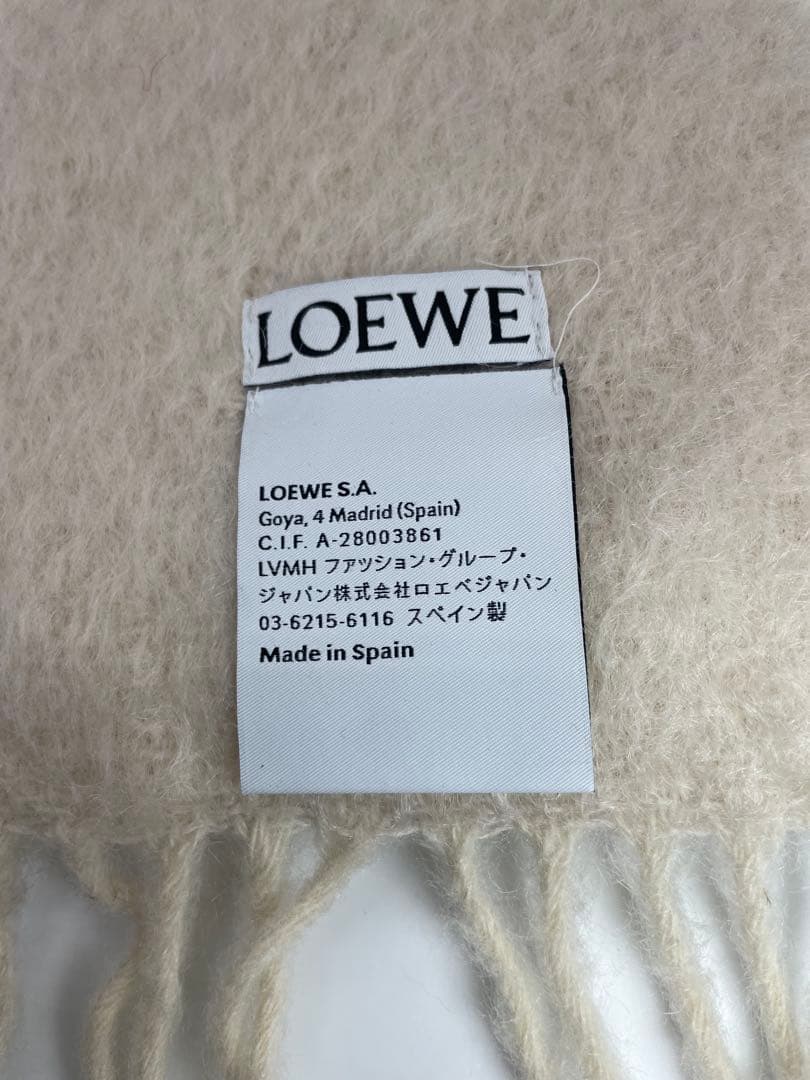 LOEWE
LOEWE S.A.
Goya, 4 Madrid (Spain)
C.I.F. A-28003861
LVMH ファッション・グループ・
ジャパン株式会社ロエベジャパン
03-6215-6116 スペイン製
Made in Spain